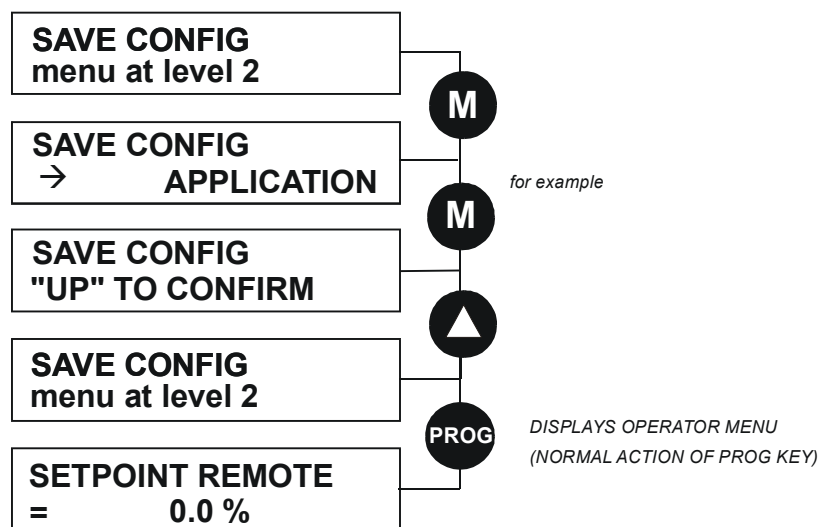 SAVE CONFIG
menu at level 2
M
SAVE CONFIG
→ APPLICATION
for example
M
SAVE CONFIG
"UP" TO CONFIRM
SAVE CONFIG
menu at level 2
PROG
DISPLAYS OPERATOR MENU
(NORMAL ACTION OF PROG KEY)
SETPOINT REMOTE
= 0.0 %